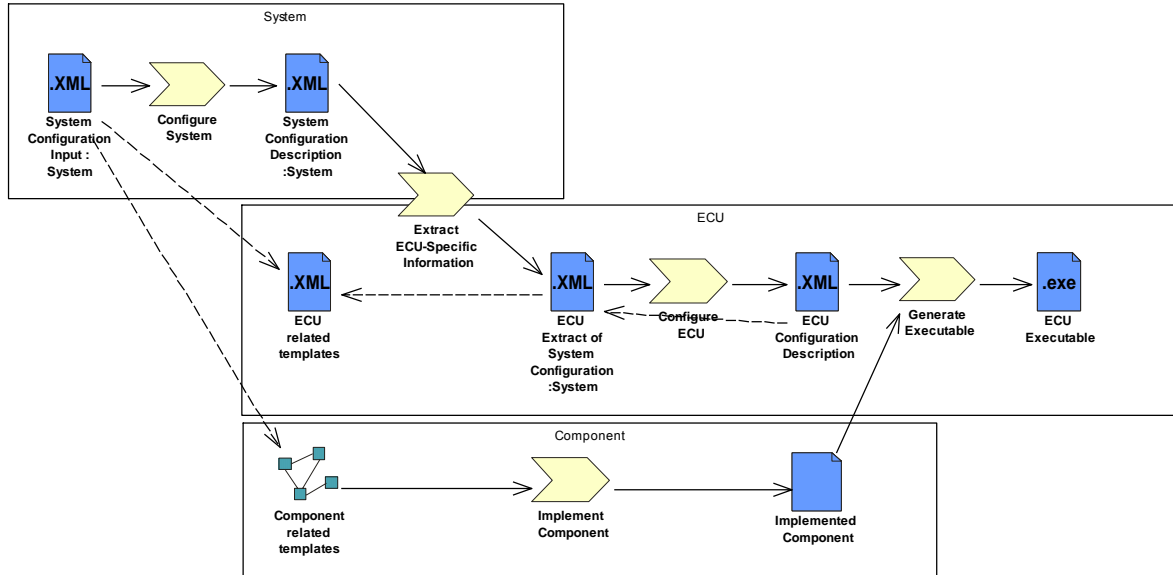 System
.XML
System
Configuration
Input :
System
Configure
System
.XML
System
Configuration
Description
:System
Extract
ECU-Specific
Information
ECU
.XML
ECU
related
templates
.XML
ECU
Extract of
System
Configuration
:System
Configure
ECU
.XML
ECU
Configuration
Description
Generate
Executable
.exe
ECU
Executable
Component
Component
related
templates
Implement
Component
Implemented
Component